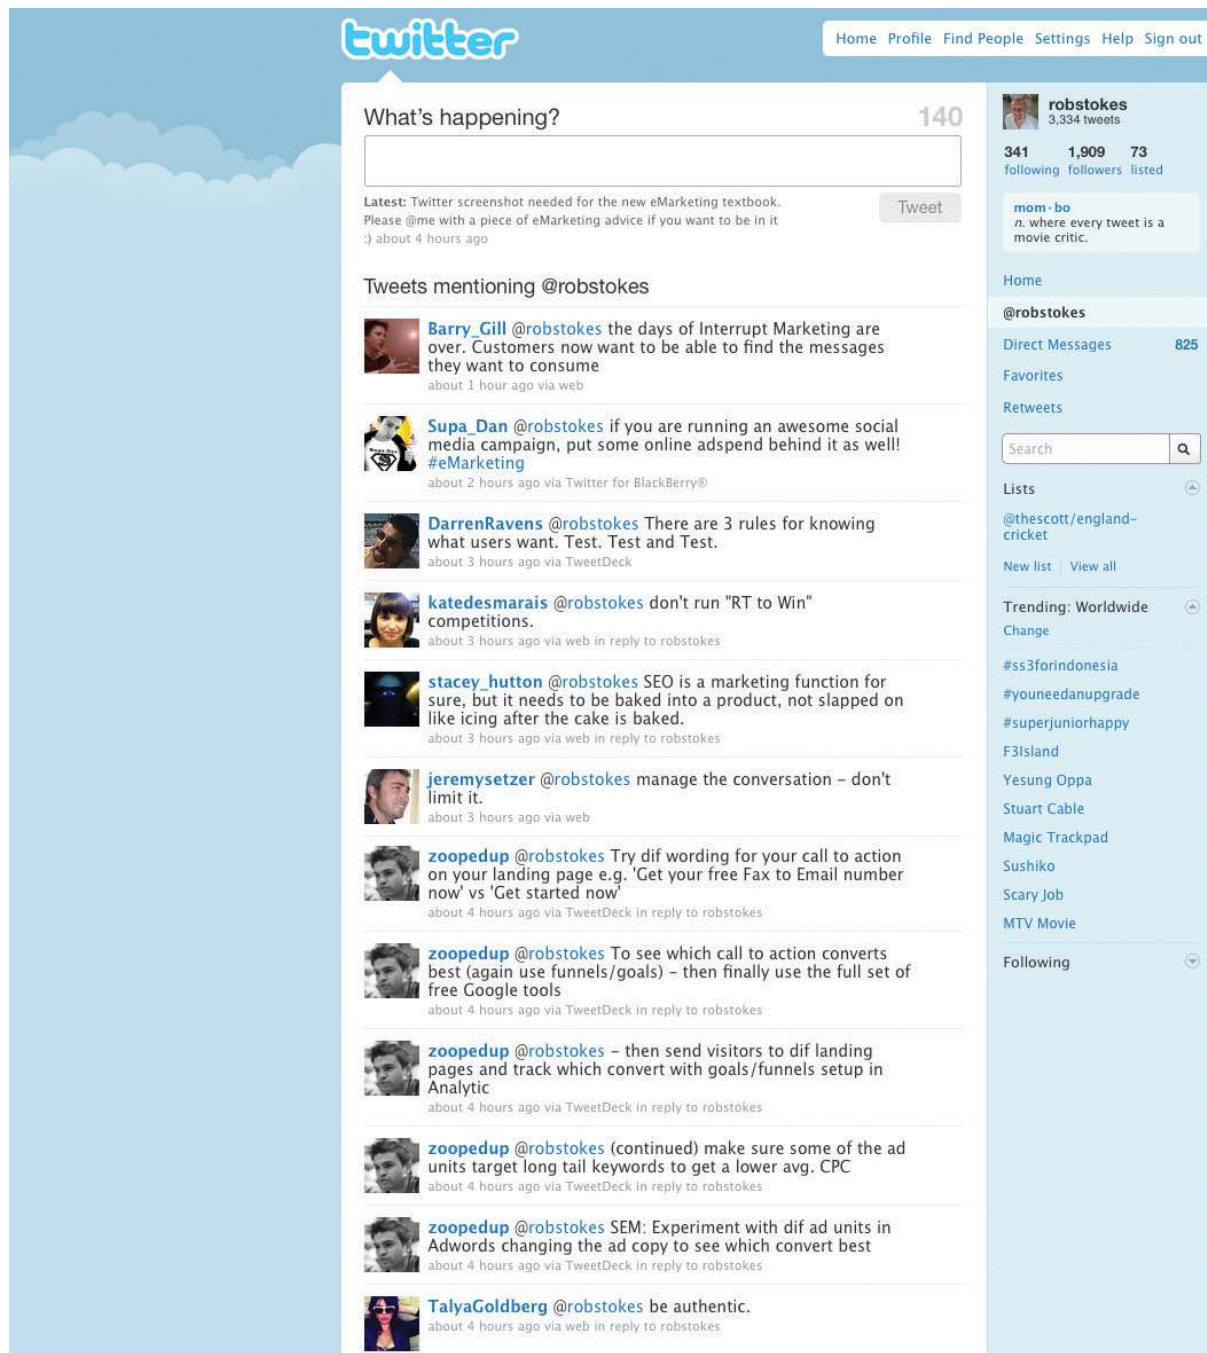 twitter
Home Profile Find People Settings Help Sign out
What's happening?
140
Latest: Twitter screenshot needed for the new eMarketing textbook.
Please @me with a piece of eMarketing advice if you want to be in it
:) about 4 hours ago
Tweet
Tweets mentioning @robstokes
Barry_Gill @robstokes the days of Interrupt Marketing are
over. Customers now want to be able to find the messages
they want to consume
about 1 hour ago via web
Supa_Dan @robstokes if you are running an awesome social
media campaign, put some online adspend behind it as well!
#eMarketing
about 2 hours ago via Twitter for BlackBerry®
DarrenRavens @robstokes There are 3 rules for knowing
what users want. Test. Test and Test.
about 3 hours ago via TweetDeck
katedesmarais @robstokes don't run "RT to Win"
competitions.
about 3 hours ago via web in reply to robstokes
stacey_hutton @robstokes SEO is a marketing function for
sure, but it needs to be baked into a product, not slapped on
like icing after the cake is baked.
about 3 hours ago via web in reply to robstokes
jeremysetzer @robstokes manage the conversation – don't
limit it.
about 3 hours ago via web
zoopedup @robstokes Try dif wording for your call to action
on your landing page e.g. 'Get your free Fax to Email number
now' vs 'Get started now'
about 4 hours ago via TweetDeck in reply to robstokes
zoopedup @robstokes To see which call to action converts
best (again use funnels/goals) – then finally use the full set of
free Google tools
about 4 hours ago via TweetDeck in reply to robstokes
zoopedup @robstokes – then send visitors to dif landing
pages and track which convert with goals/funnels setup in
Analytic
about 4 hours ago via TweetDeck in reply to robstokes
zoopedup @robstokes (continued) make sure some of the ad
units target long tail keywords to get a lower avg. CPC
about 4 hours ago via TweetDeck in reply to robstokes
zoopedup @robstokes SEM: Experiment with dif ad units in
Adwords changing the ad copy to see which convert best
about 4 hours ago via TweetDeck in reply to robstokes
TalyaGoldberg @robstokes be authentic.
about 4 hours ago via web in reply to robstokes
robstokes
3,334 tweets
341 1,909 73
following followers listed
mom·bo
n. where every tweet is a
movie critic.
Home
@robstokes
Direct Messages 825
Favorites
Retweets
Search
Lists
@thescott/england-
cricket
New list View all
Trending: Worldwide
Change
#ss3forindonesia
#youneedanupgrade
#superjuniorhappy
F3Island
Yesung Oppa
Stuart Cable
Magic Trackpad
Sushiko
Scary Job
MTV Movie
Following